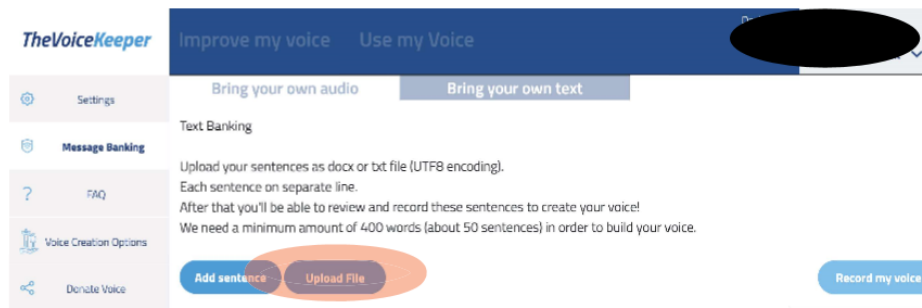 TheVoiceKeeper
Improve my voice Use my Voice
Bring your own audio Bring your own text
Settings
Message Banking
FAQ
Voice Creation Options
Donate Voice
Text Banking
Upload your sentences as docx or txt file (UTF8 encoding).
Each sentence on separate line.
After that you'll be able to review and record these sentences to create your voice!
We need a minimum amount of 400 words (about 50 sentences) in order to build your voice.
Add sentence Upload File Record my voice